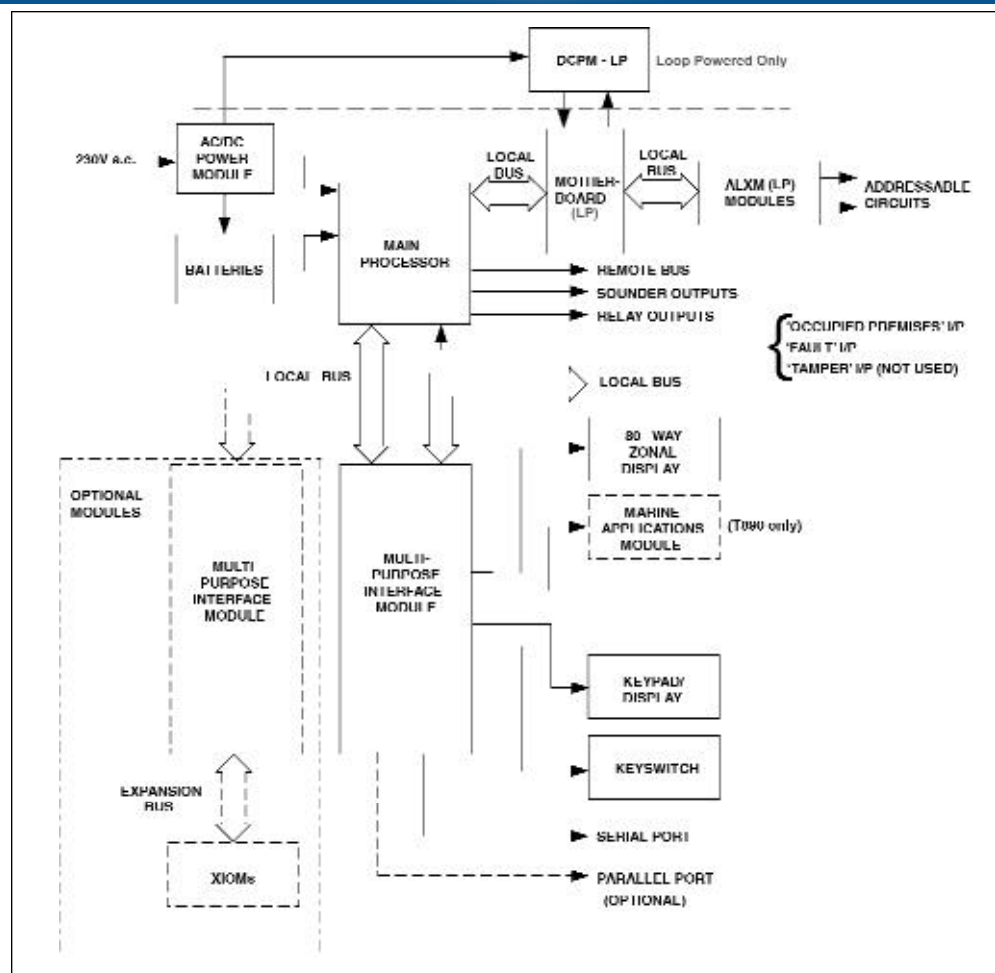 DCPM - LP
Loop Powered Only
230V a.c.
AC/DC
POWER
MODULE
BATTERIES
MAIN
PROCESSOR
LOCAL
BUS
MOTHER-
BOARD
(LP)
LOCAL
BUS
ALXM (LP)
MODULES
ADDRESSABLE
CIRCUITS
REMOTE BUS
SOUNDER OUTPUTS
RELAY OUTPUTS
'OCCUPIED PREMISES' I/P
'FAULT' I/P
'TAMPER' I/P (NOT USED)
LOCAL BUS
LOCAL BUS
80 WAY
ZONAL
DISPLAY
MARINE
APPLICATIONS
MODULE
(T890 only)
OPTIONAL
MODULES
MULTI
PURPOSE
INTERFACE
MODULE
MULTI-
PURPOSE
INTERFACE
MODULE
KEYPAD/
DISPLAY
KEYSWITCH
EXPANSION
BUS
XIOMs
SERIAL PORT
PARALLEL PORT
(OPTIONAL)